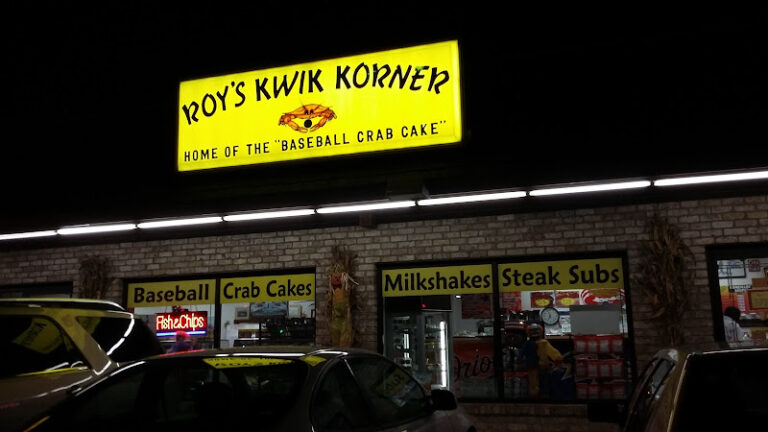 ROY'S KWIK KORNER
HOME OF THE "BASEBALL CRAB CAKE"
Baseball Crab Cakes
Milkshakes Steak Subs
Fish & Chips